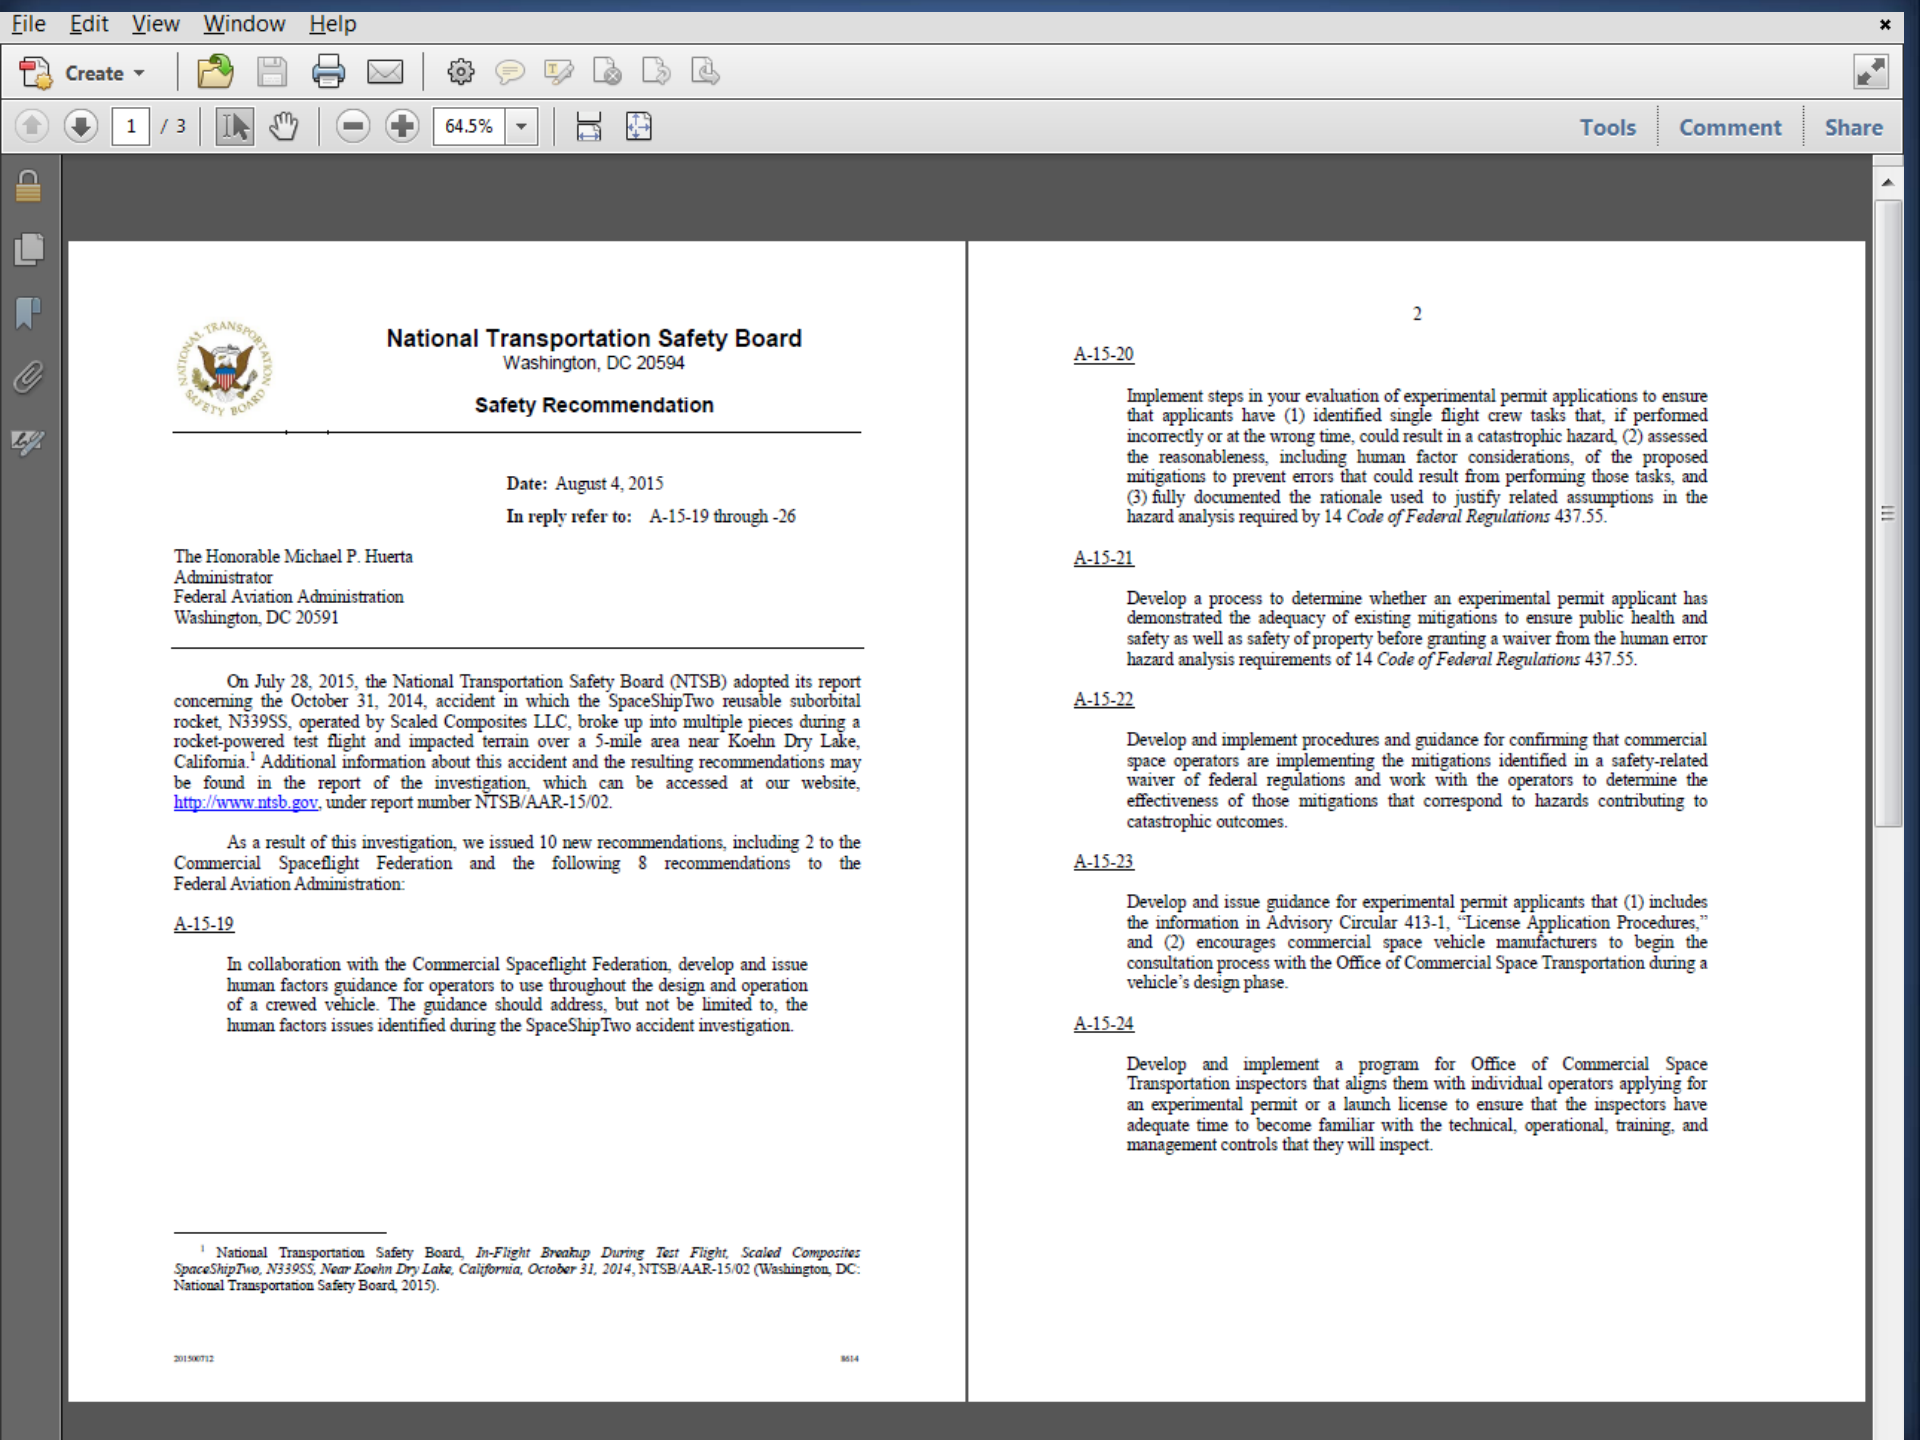 File Edit View Window Help
Create
1 / 3 64.5% Tools Comment Share
NATIONAL TRANSPORTATION SAFETY BOARD
National Transportation Safety Board
Washington, DC 20594
Safety Recommendation
Date: August 4, 2015
In reply refer to: A-15-19 through -26
The Honorable Michael P. Huerta
Administrator
Federal Aviation Administration
Washington, DC 20591
On July 28, 2015, the National Transportation Safety Board (NTSB) adopted its report
concerning the October 31, 2014, accident in which the SpaceShipTwo reusable suborbital
rocket, N339SS, operated by Scaled Composites LLC, broke up into multiple pieces during a
rocket-powered test flight and impacted terrain over a 5-mile area near Koehn Dry Lake,
California.1 Additional information about this accident and the resulting recommendations may
be found in the report of the investigation, which can be accessed at our website,
http://www.ntsb.gov, under report number NTSB/AAR-15/02.
As a result of this investigation, we issued 10 new recommendations, including 2 to the
Commercial Spaceflight Federation and the following 8 recommendations to the
Federal Aviation Administration:
A-15-19
In collaboration with the Commercial Spaceflight Federation, develop and issue
human factors guidance for operators to use throughout the design and operation
of a crewed vehicle. The guidance should address, but not be limited to, the
human factors issues identified during the SpaceShipTwo accident investigation.
1 National Transportation Safety Board, In-Flight Breakup During Test Flight, Scaled Composites
SpaceShipTwo, N339SS, Near Koehn Dry Lake, California, October 31, 2014, NTSB/AAR-15/02 (Washington, DC:
National Transportation Safety Board, 2015).
201500712 8614
2
A-15-20
Implement steps in your evaluation of experimental permit applications to ensure
that applicants have (1) identified single flight crew tasks that, if performed
incorrectly or at the wrong time, could result in a catastrophic hazard, (2) assessed
the reasonableness, including human factor considerations, of the proposed
mitigations to prevent errors that could result from performing those tasks, and
(3) fully documented the rationale used to justify related assumptions in the
hazard analysis required by 14 Code of Federal Regulations 437.55.
A-15-21
Develop a process to determine whether an experimental permit applicant has
demonstrated the adequacy of existing mitigations to ensure public health and
safety as well as safety of property before granting a waiver from the human error
hazard analysis requirements of 14 Code of Federal Regulations 437.55.
A-15-22
Develop and implement procedures and guidance for confirming that commercial
space operators are implementing the mitigations identified in a safety-related
waiver of federal regulations and work with the operators to determine the
effectiveness of those mitigations that correspond to hazards contributing to
catastrophic outcomes.
A-15-23
Develop and issue guidance for experimental permit applicants that (1) includes
the information in Advisory Circular 413-1, “License Application Procedures,”
and (2) encourages commercial space vehicle manufacturers to begin the
consultation process with the Office of Commercial Space Transportation during a
vehicle’s design phase.
A-15-24
Develop and implement a program for Office of Commercial Space
Transportation inspectors that aligns them with individual operators applying for
an experimental permit or a launch license to ensure that the inspectors have
adequate time to become familiar with the technical, operational, training, and
management controls that they will inspect.